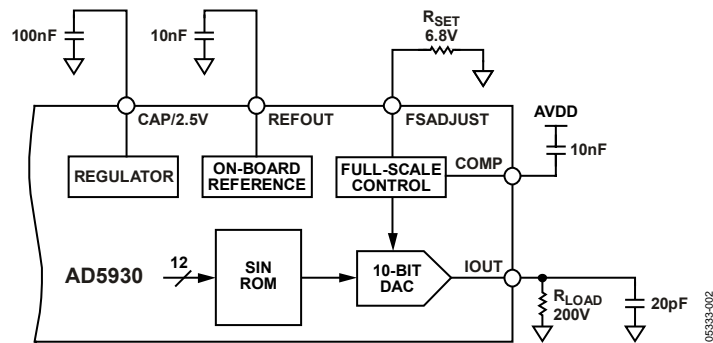 100nF
10nF
RSET
6.8V
CAP/2.5V
REFOUT
FSADJUST
AVDD
10nF
COMP
REGULATOR
ON-BOARD
REFERENCE
FULL-SCALE
CONTROL
AD5930
12
SIN
ROM
10-BIT
DAC
IOUT
RLOAD
200V
20pF
05333-002